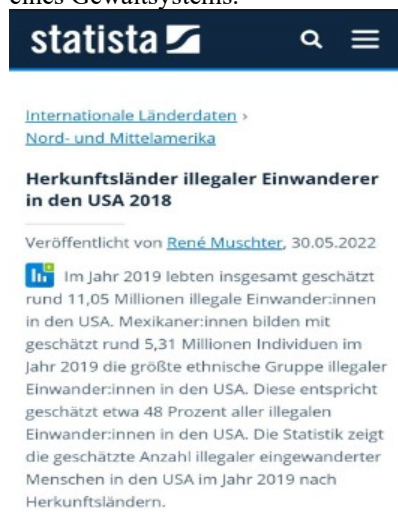 eines Gewaltsystems.
statista
Internationale Länderdaten ›
Nord- und Mittelamerika
Herkunftsländer illegaler Einwanderer
in den USA 2018
Veröffentlicht von René Muschter, 30.05.2022
Im Jahr 2019 lebten insgesamt geschätzt
rund 11,05 Millionen illegale Einwander:innen
in den USA. Mexikaner:innen bilden mit
geschätzt rund 5,31 Millionen Individuen im
Jahr 2019 die größte ethnische Gruppe illegaler
Einwander:innen in den USA. Diese entspricht
geschätzt etwa 48 Prozent aller illegalen
Einwander:innen in den USA. Die Statistik zeigt
die geschätzte Anzahl illegaler eingewanderter
Menschen in den USA im Jahr 2019 nach
Herkunftsländern.